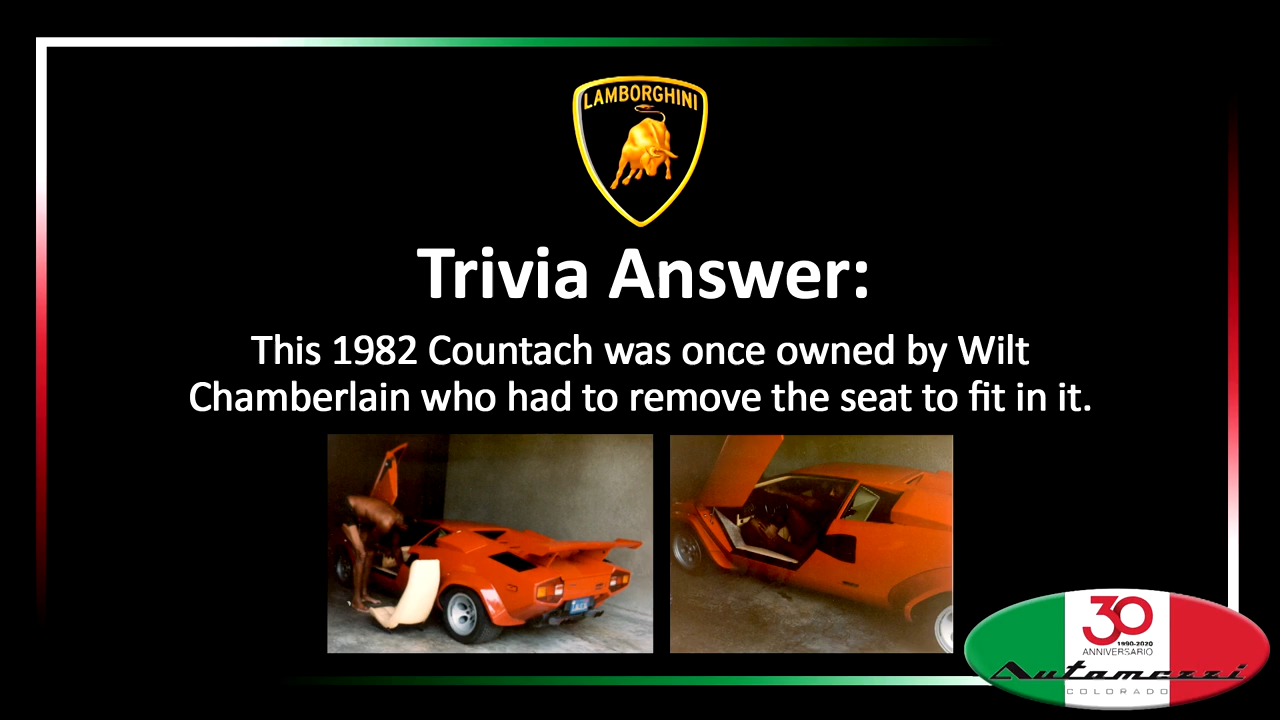 LAMBORGHINI
Trivia Answer:
This 1982 Countach was once owned by Wilt
Chamberlain who had to remove the seat to fit in it.
30
1990-2020
ANNIVERSARIO
Automezzi
COLORADO